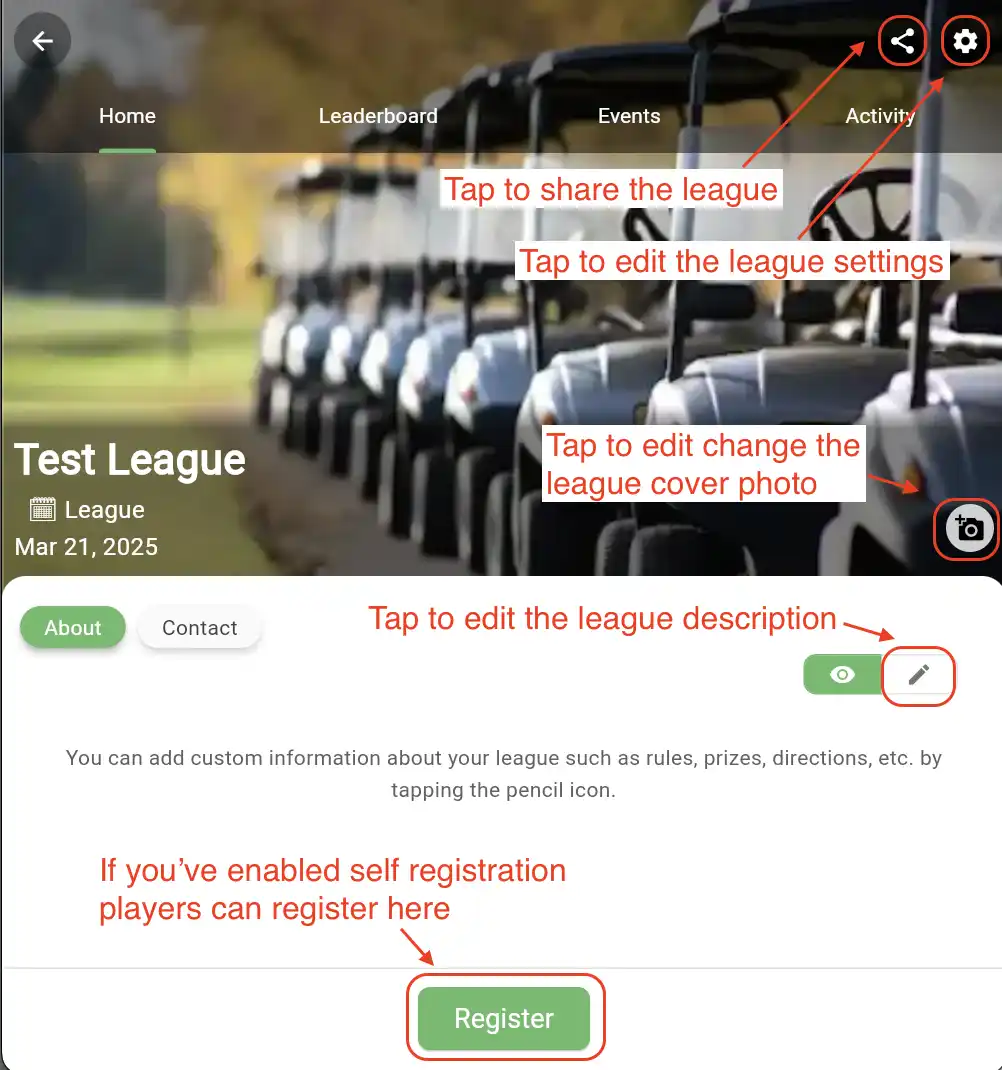 Home
Leaderboard
Events
Activity
Tap to share the league
Tap to edit the league settings
Tap to edit change the
league cover photo
Test League
League
Mar 21, 2025
About
Contact
Tap to edit the league description
You can add custom information about your league such as rules, prizes, directions, etc. by
tapping the pencil icon.
If you’ve enabled self registration
players can register here
Register